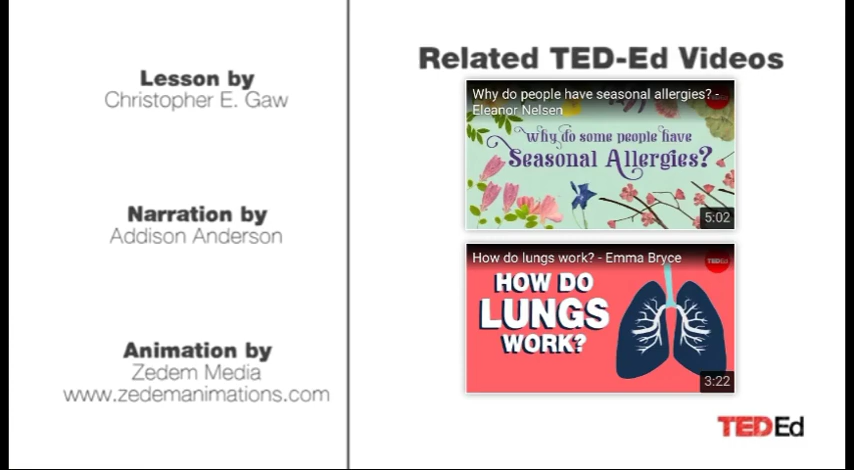 Lesson by
Christopher E. Gaw
Narration by
Addison Anderson
Animation by
Zedem Media
www.zedemanimations.com
Related TED-Ed Videos
Why do people have seasonal allergies? -
Eleanor Nelsen
Why do some people have
Seasonal Allergies?
5:02
How do lungs work? - Emma Bryce
TEDEd
HOW DO
LUNGS
WORK?
3:22
TEDEd